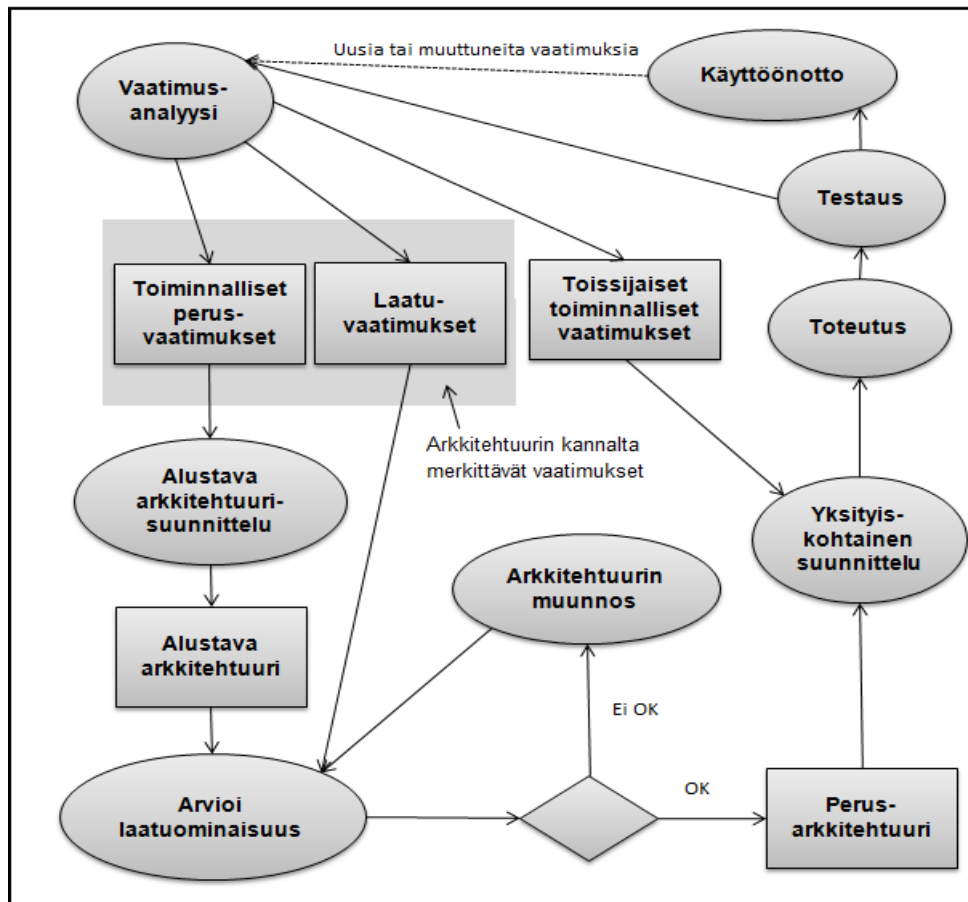 Uusia tai muuttuneita vaatimuksia
Käyttöönotto
Vaatimus-
analyysi
Testaus
Toiminnalliset
perus-
vaatimukset
Laatu-
vaatimukset
Toissijaiset
toiminnalliset
vaatimukset
Toteutus
Arkkitehtuurin kannalta
merkittävät vaatimukset
Alustava
arkkitehtuuri-
suunnittelu
Yksityis-
kohtainen
suunnittelu
Arkkitehtuurin
muunnos
Alustava
arkkitehtuuri
Ei OK
OK
Arvioi
laatuominaisuus
Perus-
arkkitehtuuri